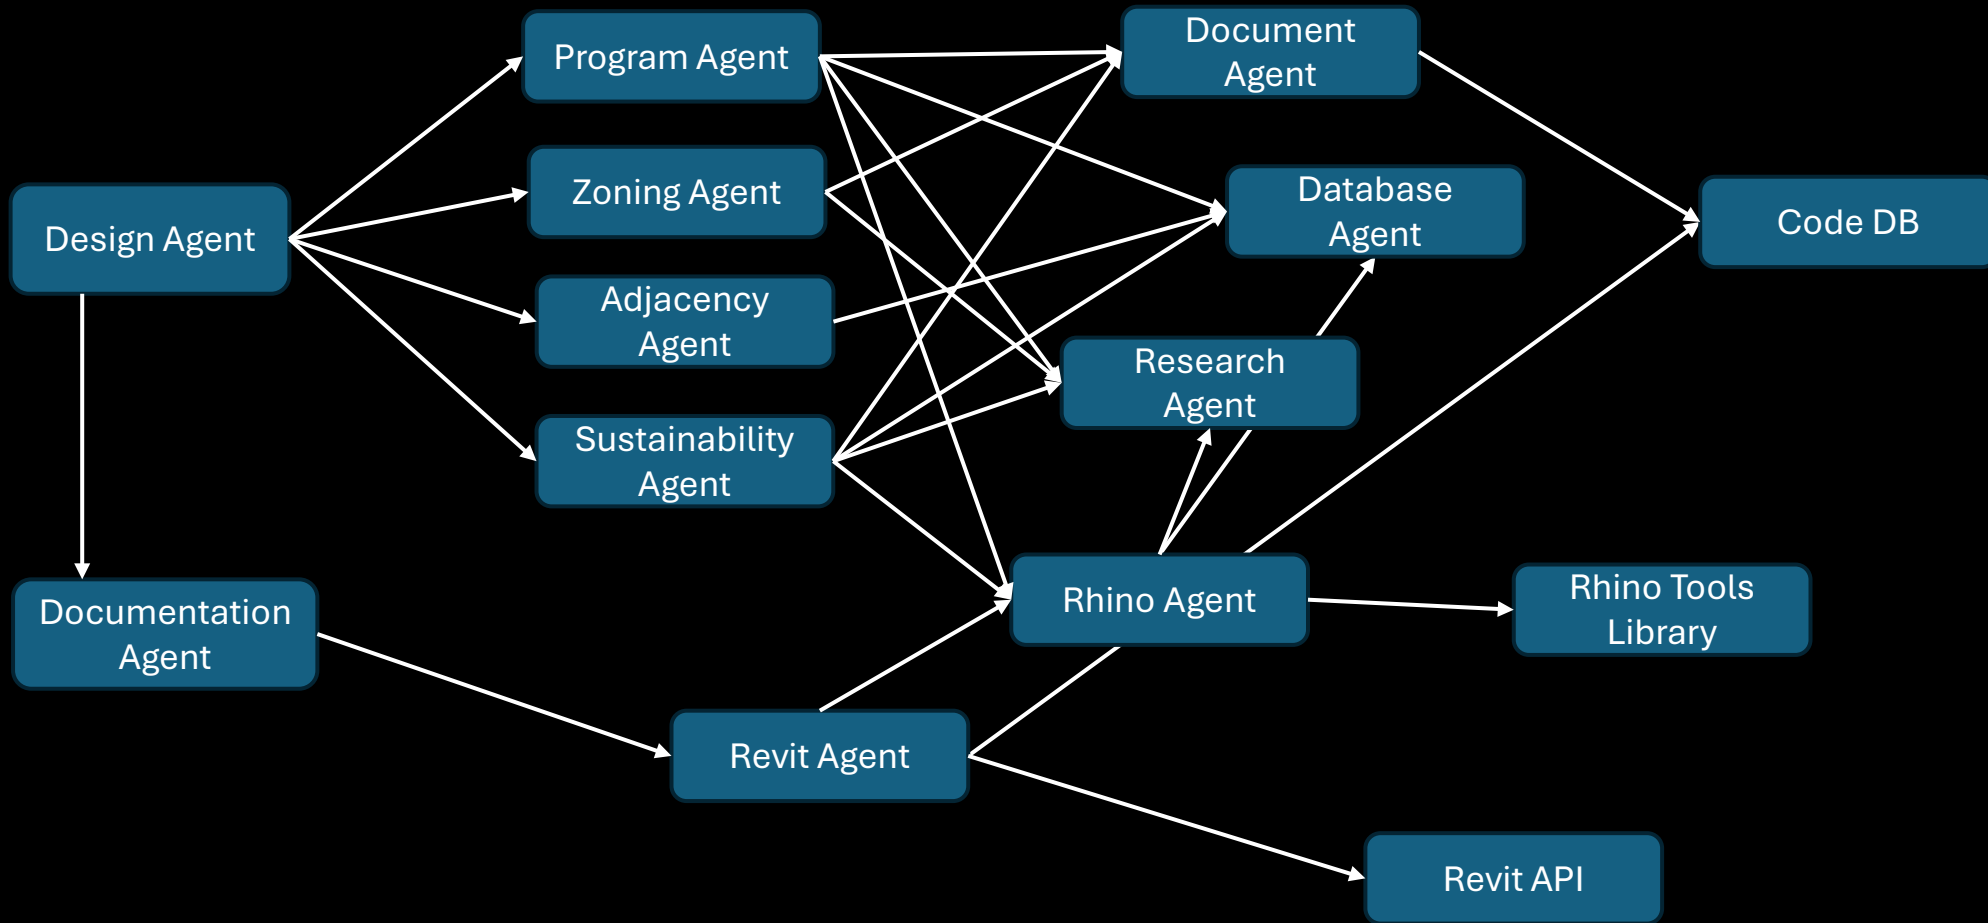 Program Agent
Document
Agent
Zoning Agent
Database
Agent
Design Agent
Code DB
Adjacency
Agent
Research
Agent
Sustainability
Agent
Documentation
Agent
Rhino Agent
Rhino Tools
Library
Revit Agent
Revit API